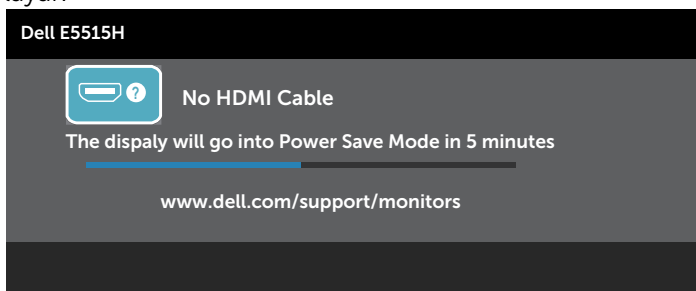 Dell E5515H
?
No HDMI Cable
The dispaly will go into Power Save Mode in 5 minutes
www.dell.com/support/monitors